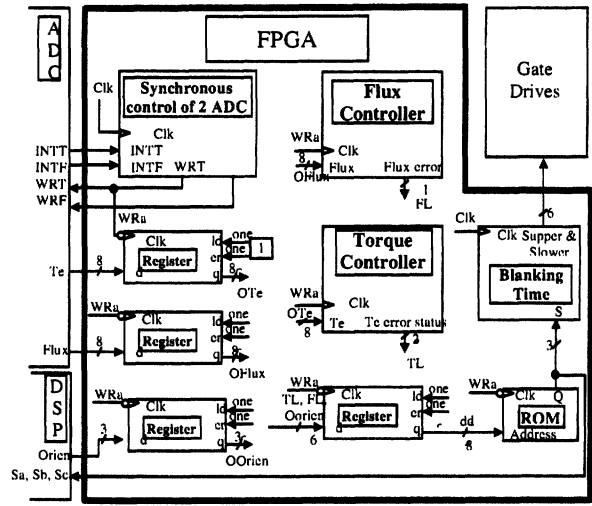 ADC
FPGA
Gate
Drives
Clk
Synchronous
control of 2 ADC
Clk
INTT
INTF
WRT
INTT
INTF
WRT
WRF
Flux
Controller
WRa
Clk
8
OFlux
Flux
Flux error
1
FL
WRa
Clk
ld
one
en
one
1
Register
Te
8
d
q
8
OTe
Torque
Controller
WRa
Clk
OTe
8
Te
Te error status
2
TL
6
Clk
Clk
Supper &
Slower
Blanking
Time
S
3
WRa
Clk
ld
one
en
one
Register
Flux
8
d
q
8
OFlux
DSP
WRa
Clk
ld
one
en
one
Register
Orien
3
d
q
3
OOrien
Sa, Sb, Sc
WRa
TL, FL
Oorien
6
Clk
ld
one
en
one
Register
d
q
dd
8
WRa
Clk
Q
ROM
Address